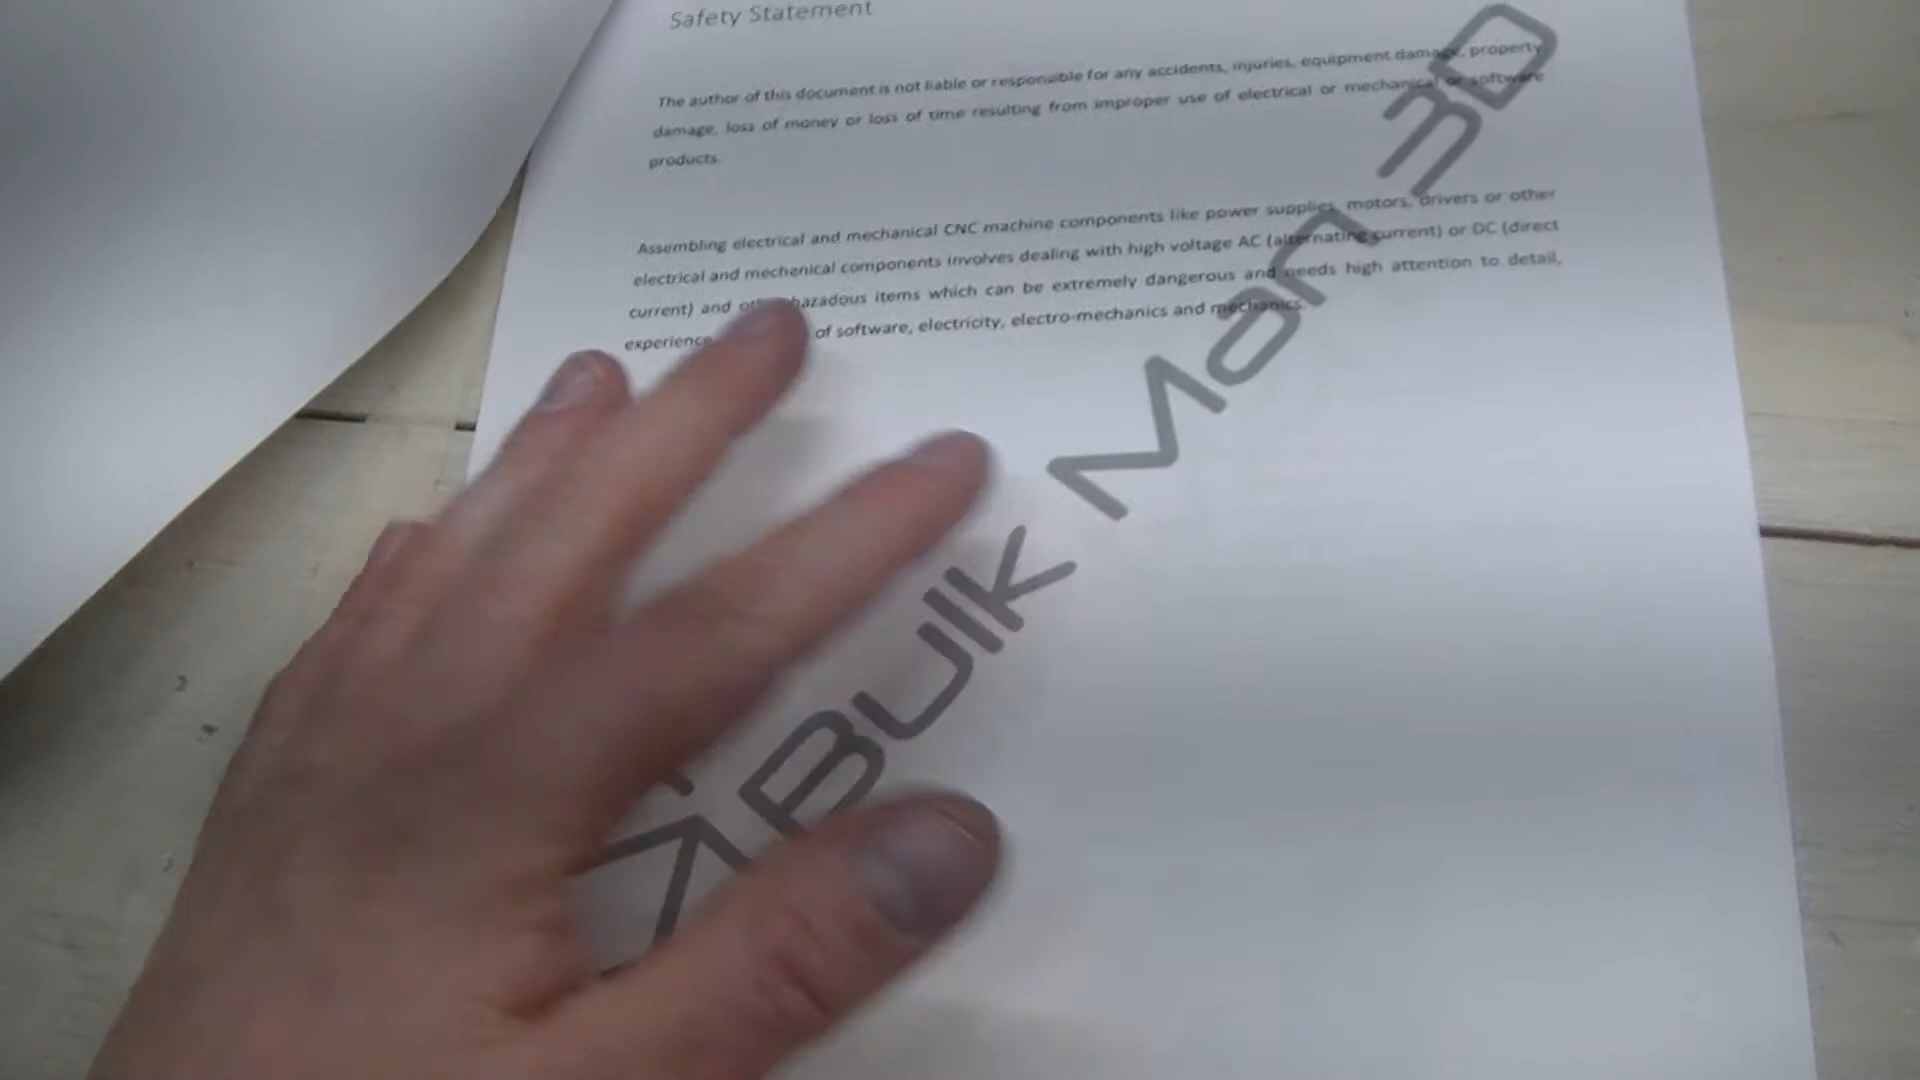 Safety Statement
The author of this document is not liable or responsible for any accidents, injuries, equipment damage, property
damage, loss of money or loss of time resulting from improper use of electrical or mechanical or software
products.
Assembling electrical and mechanical CNC machine components like power supplies, motors, drivers or other
electrical and mechenical components involves dealing with high voltage AC (alternating current) or DC (direct
current) and hazadous items which can be extremely dangerous and needs high attention to detail,
experience of software, electricity, electro-mechanics and mechanics.
Bulk Man 3D